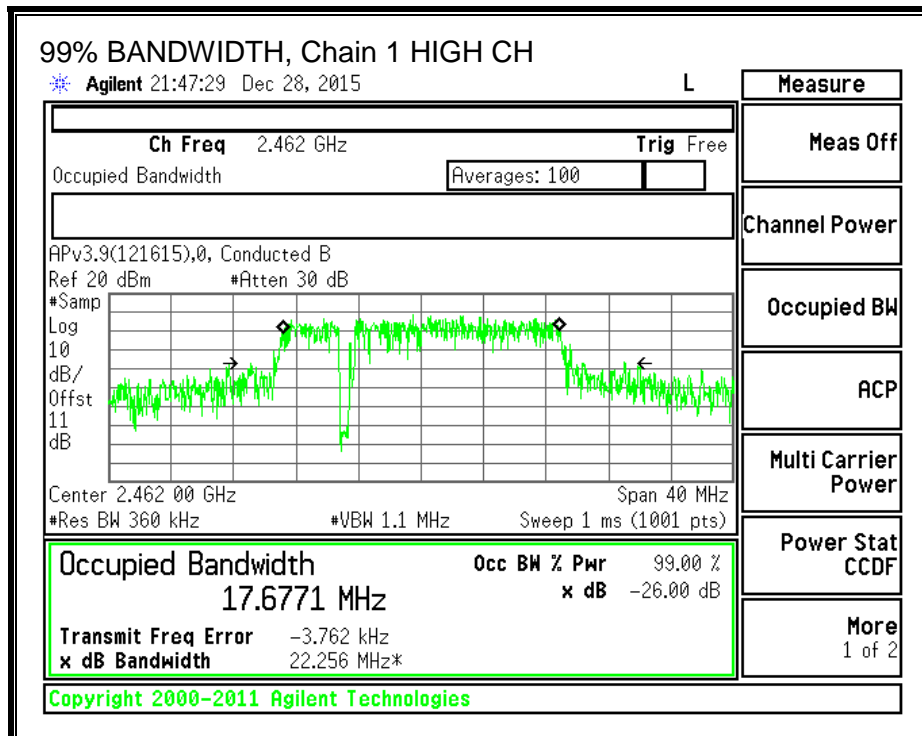 99% BANDWIDTH, Chain 1 HIGH CH
Agilent 21:47:29 Dec 28, 2015 L
Measure
Ch Freq 2.462 GHz Trig Free
Meas Off
Occupied Bandwidth Averages: 100
Channel Power
APv3.9(121615),0, Conducted B
Ref 20 dBm #Atten 30 dB
#Samp
Log
10
dB/
Offst
11
dB
Occupied BW
ACP
Multi Carrier
Power
Center 2.462 00 GHz Span 40 MHz
#Res BW 360 kHz #VBW 1.1 MHz Sweep 1 ms (1001 pts)
Power Stat
CCDF
Occupied Bandwidth Occ BW % Pwr 99.00 %
17.6771 MHz x dB -26.00 dB
Transmit Freq Error -3.762 kHz
x dB Bandwidth 22.256 MHz*
More
1 of 2
Copyright 2000-2011 Agilent Technologies